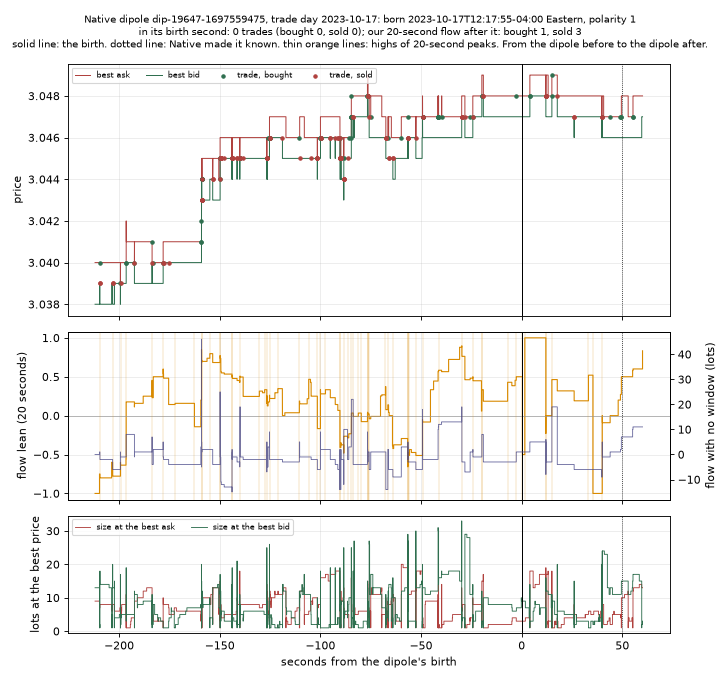 Native dipole dip-19647-1697559475, trade day 2023-10-17: born 2023-10-17T12:17:55-04:00 Eastern, polarity 1
in its birth second: 0 trades (bought 0, sold 0); our 20-second flow after it: bought 1, sold 3
solid line: the birth. dotted line: Native made it known. thin orange lines: highs of 20-second peaks. From the dipole before to the dipole after.
best ask
best bid
trade, bought
trade, sold
price
3.048
3.046
3.044
3.042
3.040
3.038
flow lean (20 seconds)
1.0
0.5
0.0
−0.5
−1.0
flow with no window (lots)
40
30
20
10
0
−10
lots at the best price
size at the best ask
size at the best bid
30
20
10
0
−200
−150
−100
−50
0
50
seconds from the dipole's birth